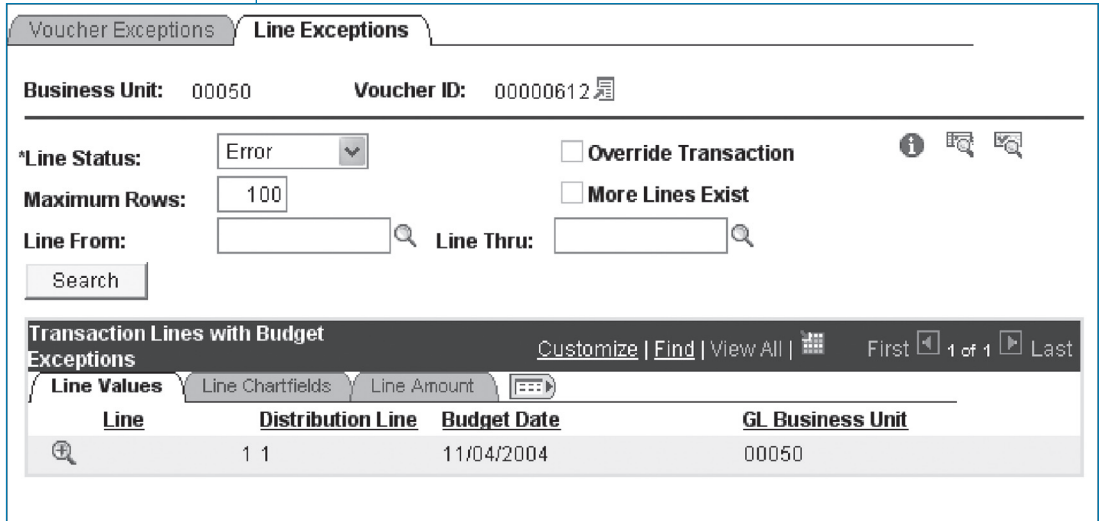 Voucher Exceptions Line Exceptions
Business Unit: 00050 Voucher ID: 00000612
*Line Status: Error Override Transaction
Maximum Rows: 100 More Lines Exist
Line From: Line Thru:
Search
Transaction Lines with Budget
Exceptions
Customize | Find | View All | First 1 of 1 Last
Line Values Line Chartfields Line Amount
Line Distribution Line Budget Date GL Business Unit
1 1 11/04/2004 00050